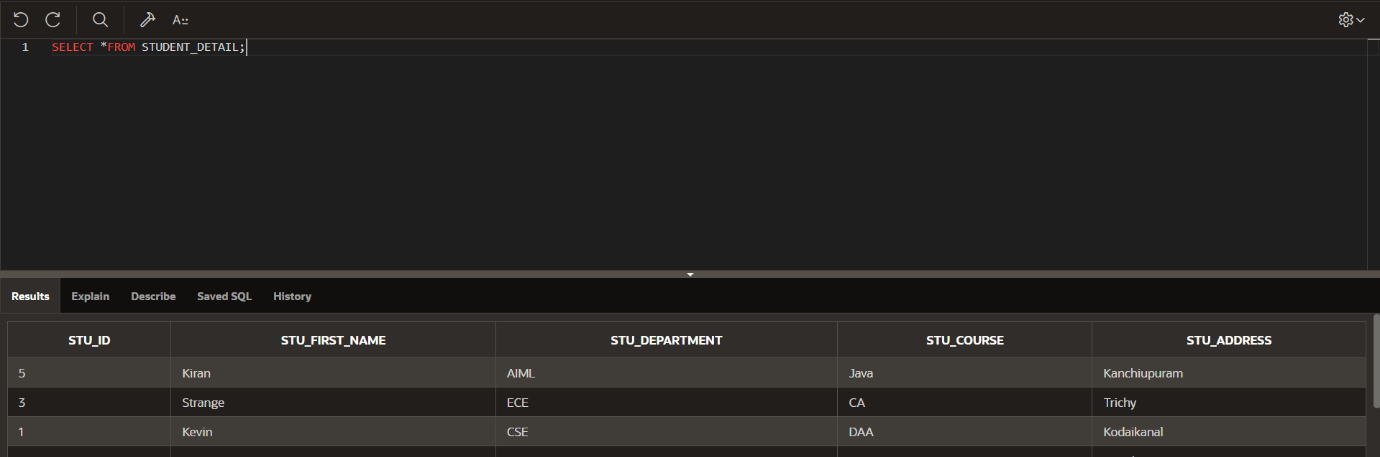 A
1 SELECT *FROM STUDENT_DETAIL;
Results Explain Describe Saved SQL History
STU_ID STU_FIRST_NAME STU_DEPARTMENT STU_COURSE STU_ADDRESS
5 Kiran AIML Java Kanchiupuram
3 Strange ECE CA Trichy
1 Kevin CSE DAA Kodaikanal